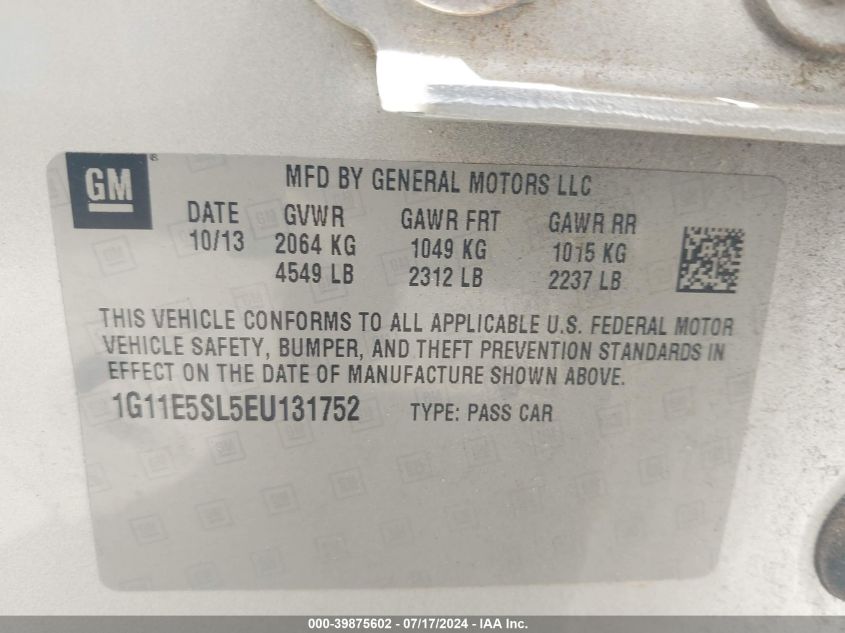 GM®
MFD BY GENERAL MOTORS LLC
DATE GVWR GAWR FRT GAWR RR
10/13 2064 KG 1049 KG 1015 KG
4549 LB 2312 LB 2237 LB
THIS VEHICLE CONFORMS TO ALL APPLICABLE U.S. FEDERAL MOTOR
VEHICLE SAFETY, BUMPER, AND THEFT PREVENTION STANDARDS IN
EFFECT ON THE DATE OF MANUFACTURE SHOWN ABOVE.
1G11E5SL5EU131752 TYPE: PASS CAR
000-39875602 / 07/17/2024 - IAA Inc.